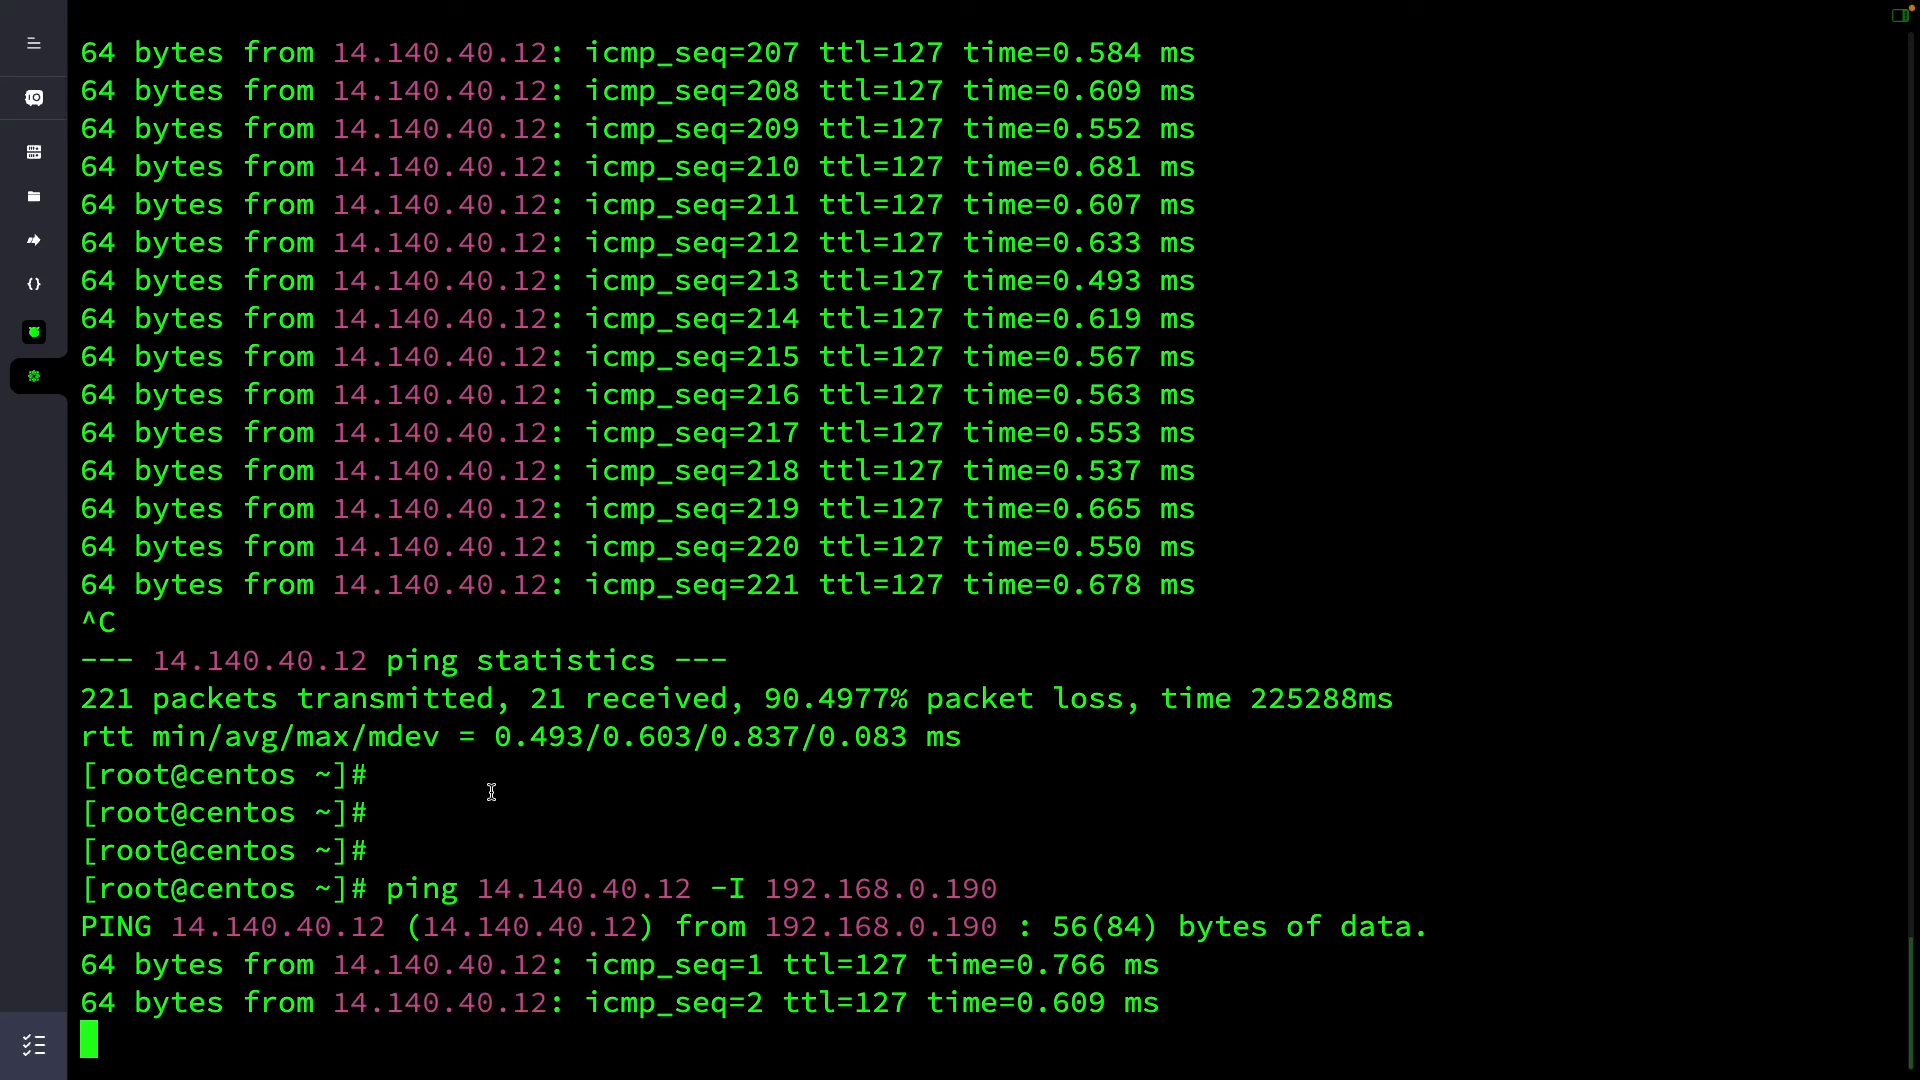 64 bytes from 14.140.40.12: icmp_seq=207 ttl=127 time=0.584 ms
64 bytes from 14.140.40.12: icmp_seq=208 ttl=127 time=0.609 ms
64 bytes from 14.140.40.12: icmp_seq=209 ttl=127 time=0.552 ms
64 bytes from 14.140.40.12: icmp_seq=210 ttl=127 time=0.681 ms
64 bytes from 14.140.40.12: icmp_seq=211 ttl=127 time=0.607 ms
64 bytes from 14.140.40.12: icmp_seq=212 ttl=127 time=0.633 ms
64 bytes from 14.140.40.12: icmp_seq=213 ttl=127 time=0.493 ms
64 bytes from 14.140.40.12: icmp_seq=214 ttl=127 time=0.619 ms
64 bytes from 14.140.40.12: icmp_seq=215 ttl=127 time=0.567 ms
64 bytes from 14.140.40.12: icmp_seq=216 ttl=127 time=0.563 ms
64 bytes from 14.140.40.12: icmp_seq=217 ttl=127 time=0.553 ms
64 bytes from 14.140.40.12: icmp_seq=218 ttl=127 time=0.537 ms
64 bytes from 14.140.40.12: icmp_seq=219 ttl=127 time=0.665 ms
64 bytes from 14.140.40.12: icmp_seq=220 ttl=127 time=0.550 ms
64 bytes from 14.140.40.12: icmp_seq=221 ttl=127 time=0.678 ms
^C
--- 14.140.40.12 ping statistics ---
221 packets transmitted, 21 received, 90.4977% packet loss, time 225288ms
rtt min/avg/max/mdev = 0.493/0.603/0.837/0.083 ms
[root@centos ~]#
[root@centos ~]#
[root@centos ~]#
[root@centos ~]# ping 14.140.40.12 -I 192.168.0.190
PING 14.140.40.12 (14.140.40.12) from 192.168.0.190 : 56(84) bytes of data.
64 bytes from 14.140.40.12: icmp_seq=1 ttl=127 time=0.766 ms
64 bytes from 14.140.40.12: icmp_seq=2 ttl=127 time=0.609 ms